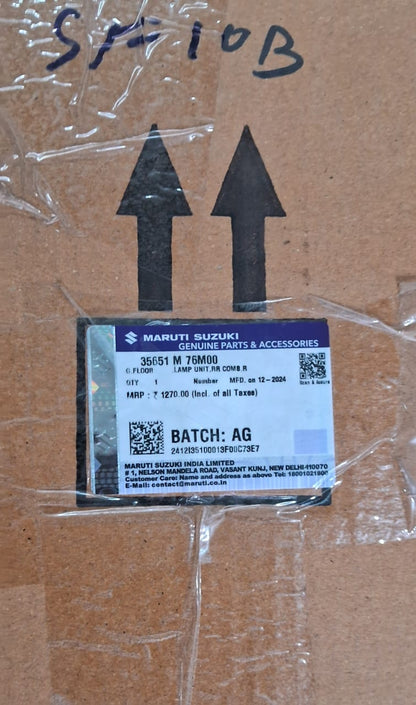 SF-10B
MARUTI SUZUKI
GENUINE PARTS & ACCESSORIES
35651 M 76M00
G.FLOOR .LAMP UNIT,RR COMB,R
QTY 1 Number MFD. on 12-2024
Scan & Assure
MRP : ₹ 1270.00 (Incl. of all Taxes)
BATCH: AG
2412I35100013F00C73E7
MARUTI SUZUKI INDIA LIMITED
# 1, NELSON MANDELA ROAD, VASANT KUNJ, NEW DELHI-110070
Customer Care: Name and address as above Tel: 18001021800
E-Mail: contact@maruti.co.in